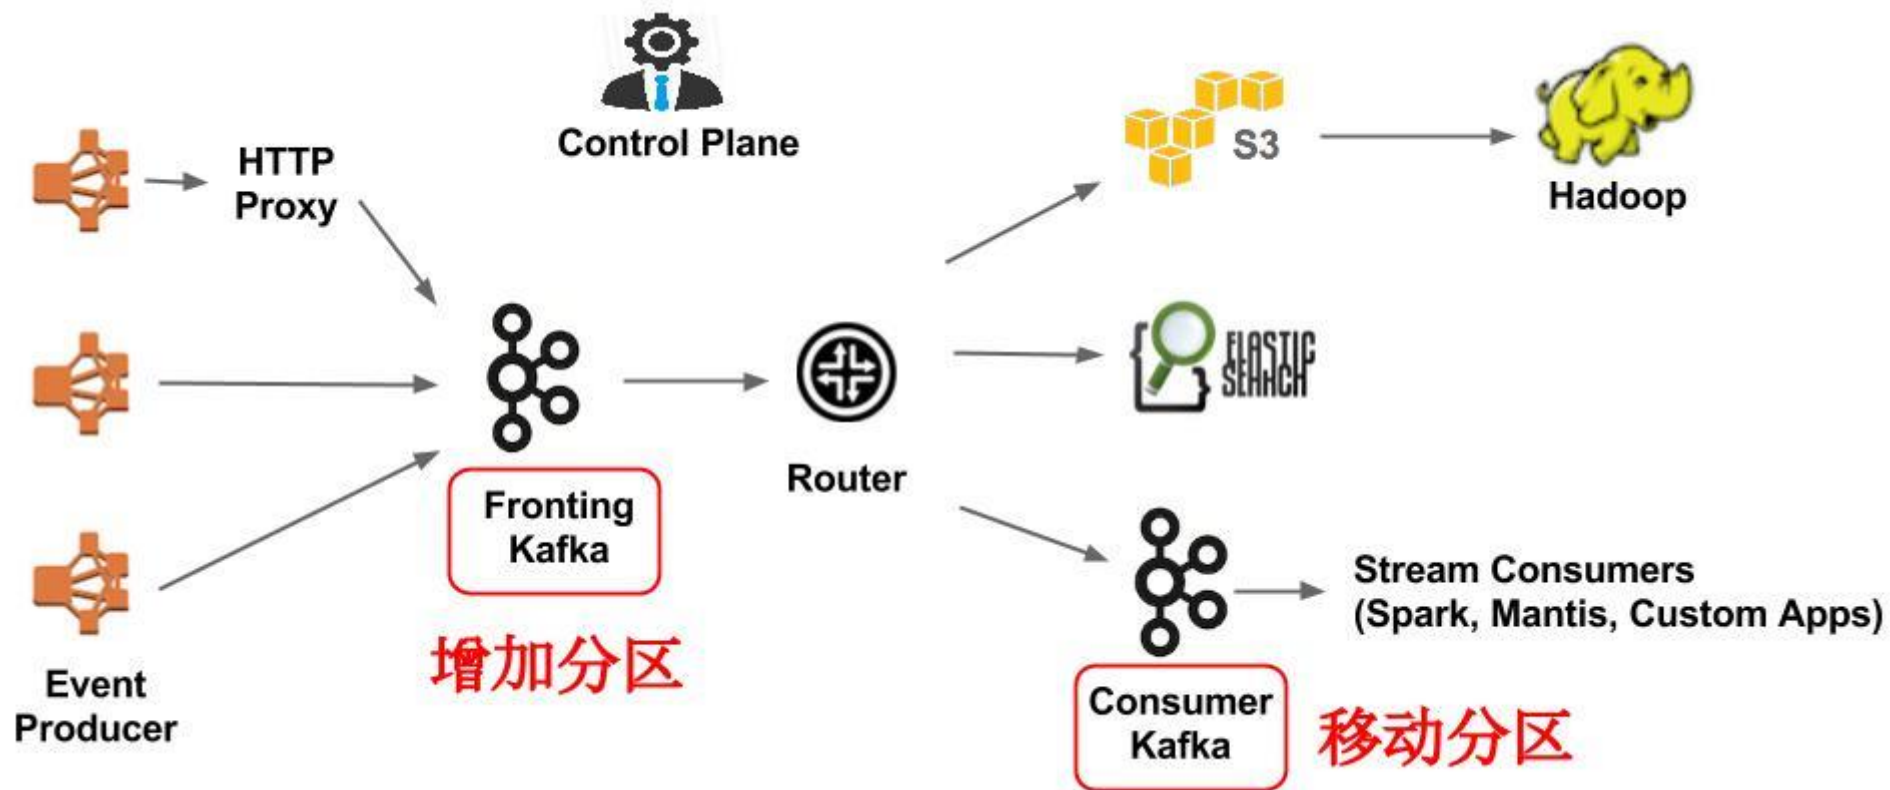 Control Plane
HTTP
Proxy
S3
Hadoop
ELASTIC
SEARCH
Router
Fronting
Kafka
增加分区
Event
Producer
Stream Consumers
(Spark, Mantis, Custom Apps)
Consumer
Kafka
移动分区